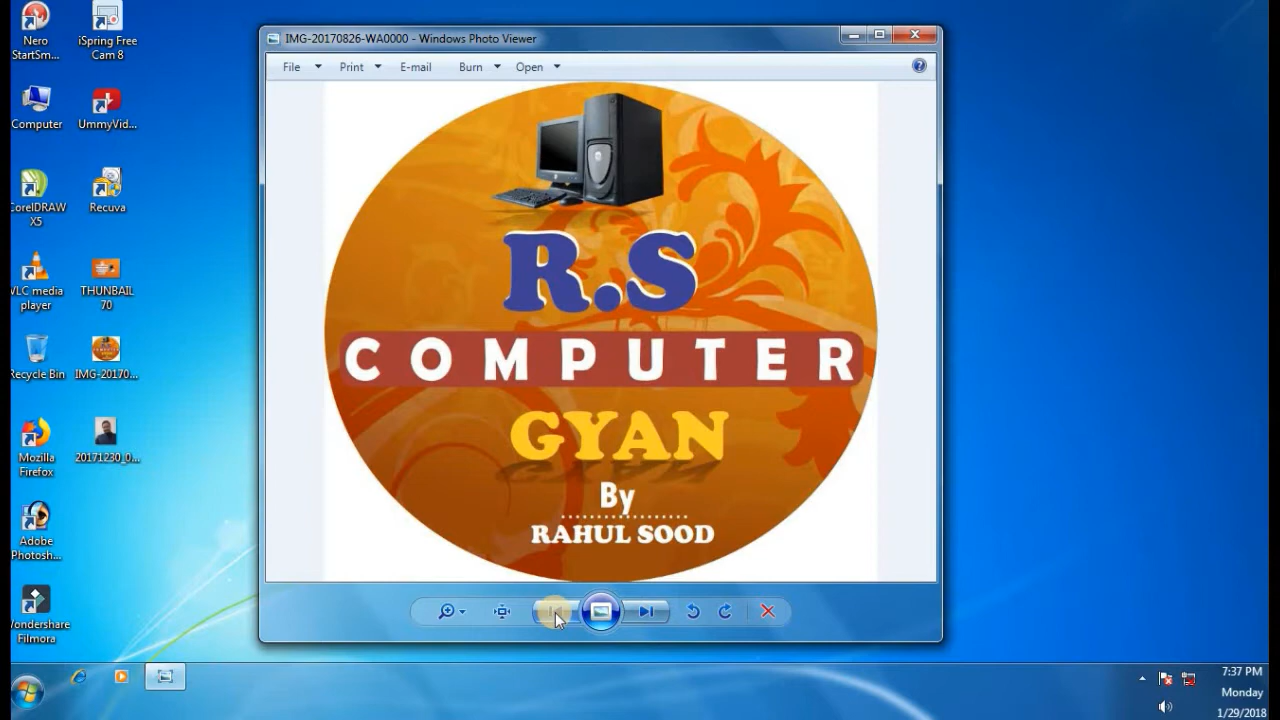 Nero
StartSm...
iSpring Free
Cam 8
Computer
UmmyVid...
CorelDRAW
X5
Recuva
VLC media
player
THUNBAIL
70
Recycle Bin
IMG-20170...
Mozilla
Firefox
20171230_0...
Adobe
Photosh...
Wondershare
Filmora
IMG-20170826-WA0000 - Windows Photo Viewer
File Print E-mail Burn Open
R.S
COMPUTER
GYAN
By
RAHUL SOOD
7:37 PM
Monday
1/29/2018